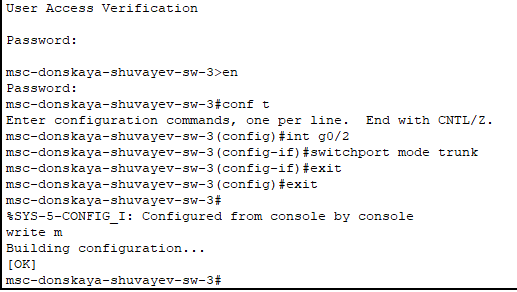 User Access Verification
Password:
msc-donskaya-shuvayev-sw-3>en
Password:
msc-donskaya-shuvayev-sw-3#conf t
Enter configuration commands, one per line.  End with CNTL/Z.
msc-donskaya-shuvayev-sw-3(config)#int g0/2
msc-donskaya-shuvayev-sw-3(config-if)#switchport mode trunk
msc-donskaya-shuvayev-sw-3(config-if)#exit
msc-donskaya-shuvayev-sw-3(config)#exit
msc-donskaya-shuvayev-sw-3#
%SYS-5-CONFIG_I: Configured from console by console
write m
Building configuration...
[OK]
msc-donskaya-shuvayev-sw-3#